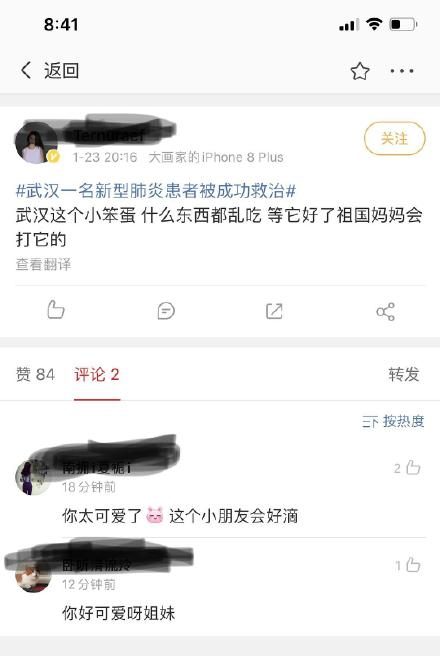 8:41
返回
1-23 20:16 大画家的iPhone 8 Plus
关注
#武汉一名新型肺炎患者被成功救治#
武汉这个小笨蛋 什么东西都乱吃 等它好了祖国妈妈会
打它的
查看翻译
赞 84 评论 2 转发
按热度
2
18分钟前
你太可爱了 这个小朋友会好滴
1
12分钟前
你好可爱呀姐妹